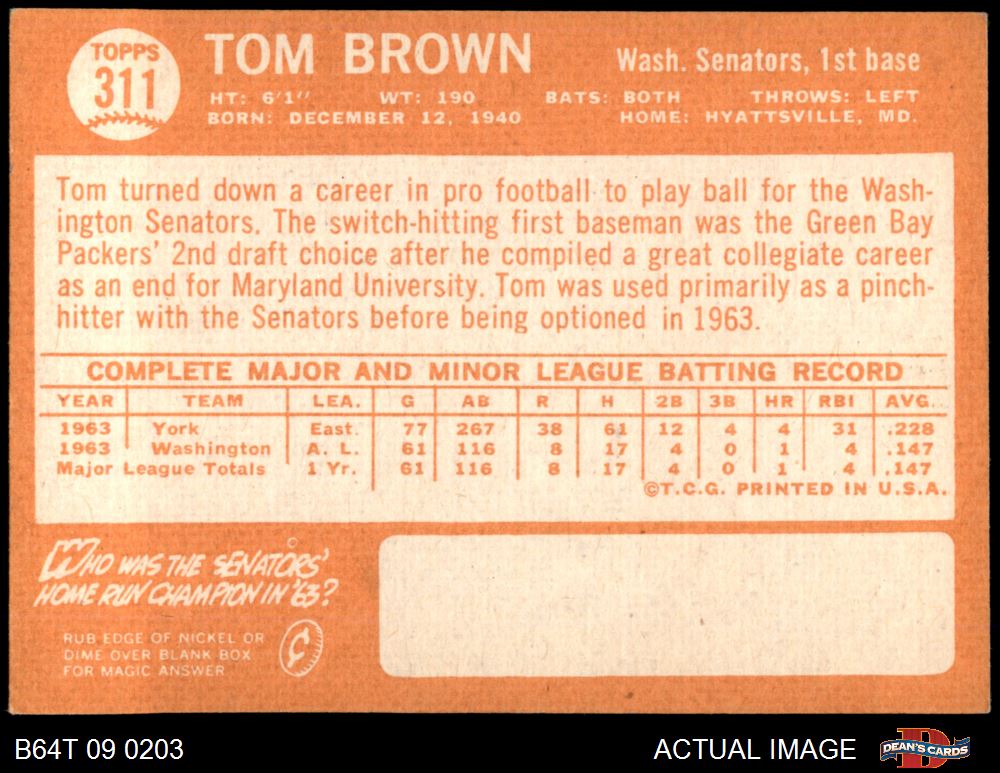 TOPPS
311
TOM BROWN
Wash. Senators, 1st base
HT: 6'1" WT: 190 BATS: BOTH THROWS: LEFT
BORN: DECEMBER 12, 1940 HOME: HYATTSVILLE, MD.
Tom turned down a career in pro football to play ball for the Wash-
ington Senators. The switch-hitting first baseman was the Green Bay
Packers' 2nd draft choice after he compiled a great collegiate career
as an end for Maryland University. Tom was used primarily as a pinch-
hitter with the Senators before being optioned in 1963.
COMPLETE MAJOR AND MINOR LEAGUE BATTING RECORD
YEAR TEAM LEA. G AB R H 2B 3B HR RBI AVG.
1963 York East. 77 267 38 61 12 4 4 31 .228
1963 Washington A. L. 61 116 8 17 4 0 1 4 .147
Major League Totals 1 Yr. 61 116 8 17 4 0 1 4 .147
©T.C.G. PRINTED IN U.S.A.
WHO WAS THE SENATORS'
HOME RUN CHAMPION IN '63?
RUB EDGE OF NICKEL OR
DIME OVER BLANK BOX
FOR MAGIC ANSWER
¢
B64T 09 0203
ACTUAL IMAGE
DEAN'S CARDS